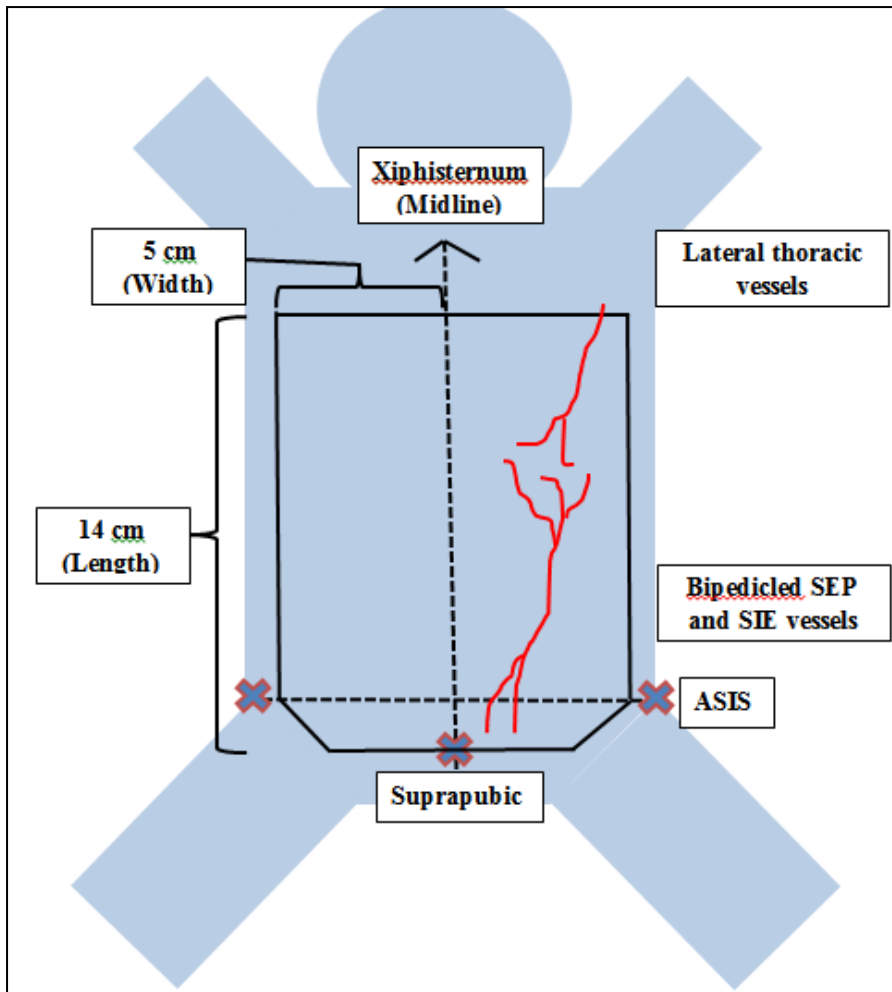 Xiphisternum
(Midline)
5 cm
(Width)
Lateral thoracic
vessels
14 cm
(Length)
Bipedicled SEP
and SIE vessels
ASIS
Suprapubic